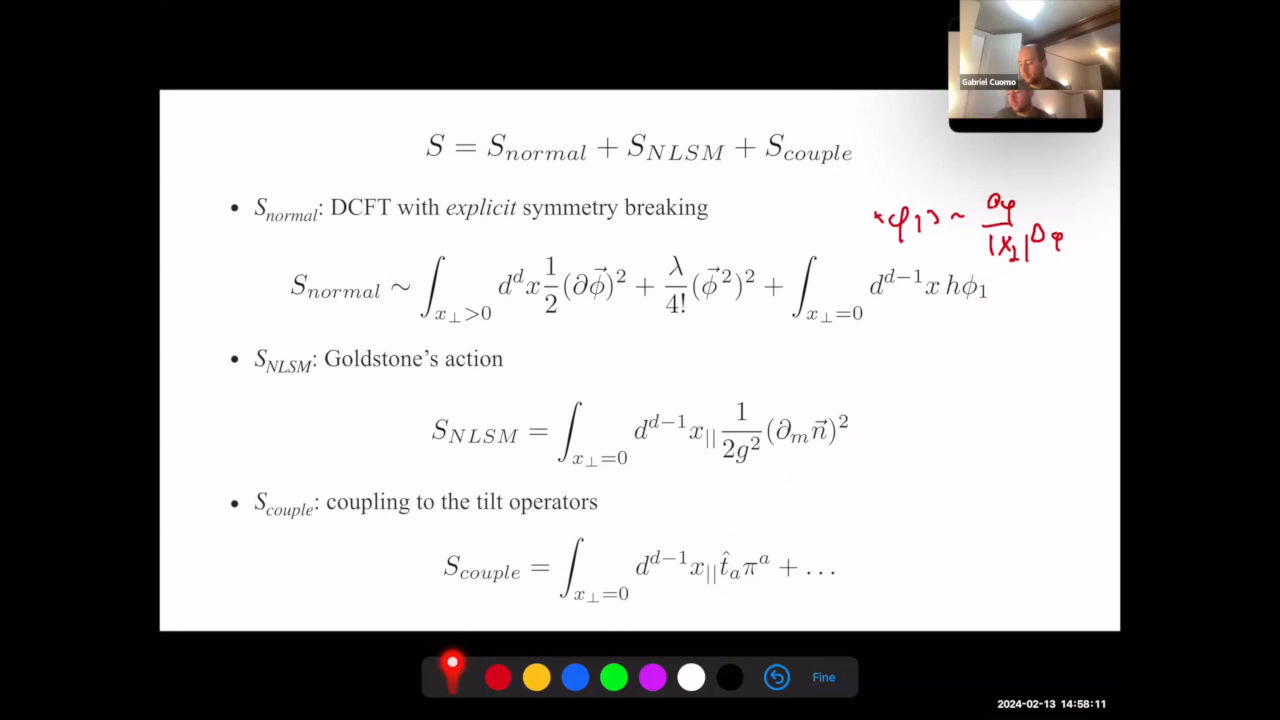 Gabriel Cuomo
S = S_{normal} + S_{NLSM} + S_{couple}
• S_{normal}: DCFT with explicit symmetry breaking
<φ_1> ~ a_φ / |x_⊥|^{Δ_φ}
S_{normal} ∼ ∫_{x_⊥>0} d^d x 1/2 (∂φ⃗)^2 + λ/4! (φ⃗^2)^2 + ∫_{x_⊥=0} d^{d−1}x hϕ_1
• S_{NLSM}: Goldstone’s action
S_{NLSM} = ∫_{x_⊥=0} d^{d−1}x_{||} 1/2g^2 (∂_m n⃗)^2
• S_{couple}: coupling to the tilt operators
S_{couple} = ∫_{x_⊥=0} d^{d−1}x_{||} t̂_a π^a + ...
Fine
2024-02-13 14:58:11